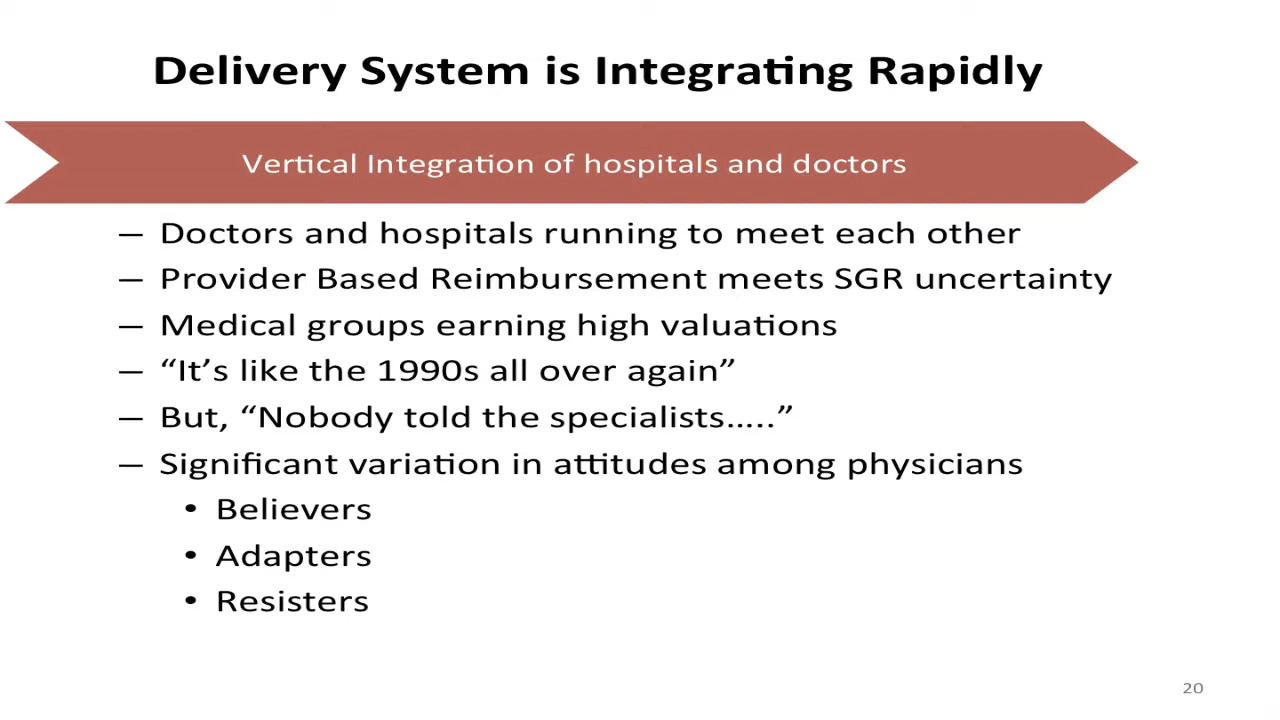 Delivery System is Integrating Rapidly
Vertical Integration of hospitals and doctors
– Doctors and hospitals running to meet each other
– Provider Based Reimbursement meets SGR uncertainty
– Medical groups earning high valuations
– “It’s like the 1990s all over again”
– But, “Nobody told the specialists…..”
– Significant variation in attitudes among physicians
• Believers
• Adapters
• Resisters
20